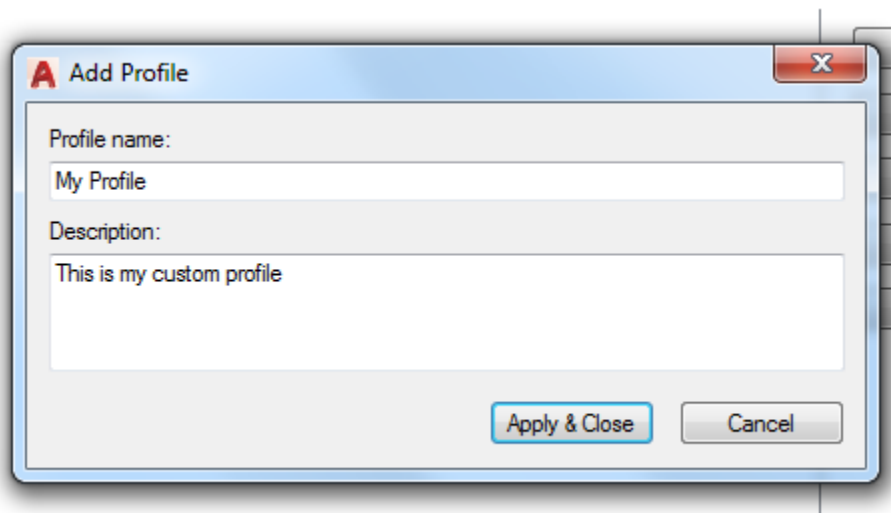 Add Profile
Profile name:
My Profile
Description:
This is my custom profile
Apply & Close
Cancel